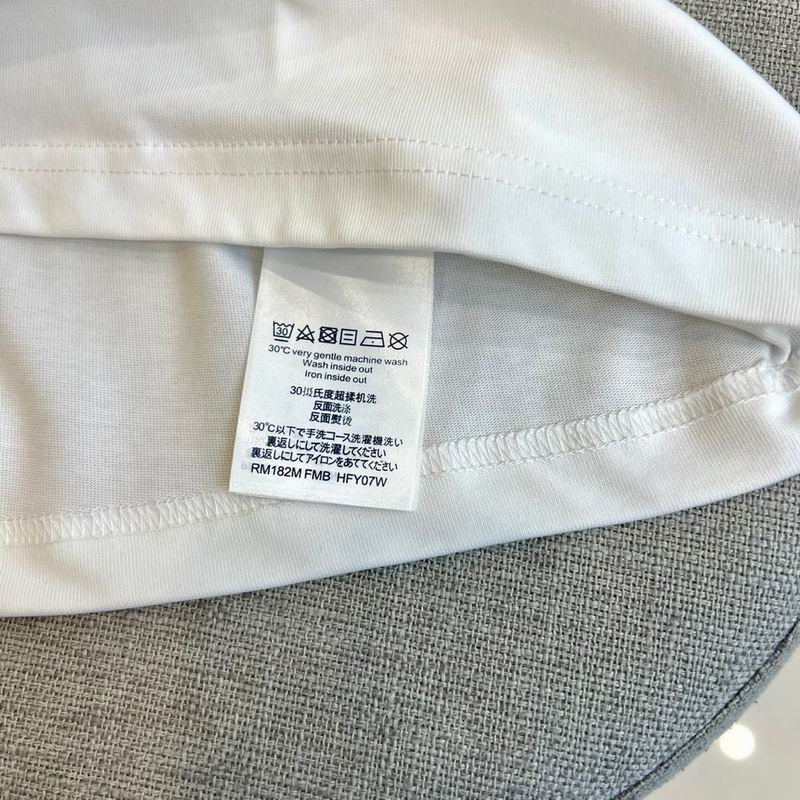 30
30°C very gentle machine wash
Wash inside out
Iron inside out
30摄氏度超揉机洗
反面洗涤
反面熨烫
30°C以下で手洗コース洗濯機洗い
裏返しにして洗濯してください
裏返しにしてアイロンをあててください
RM182M FMB HFY07W